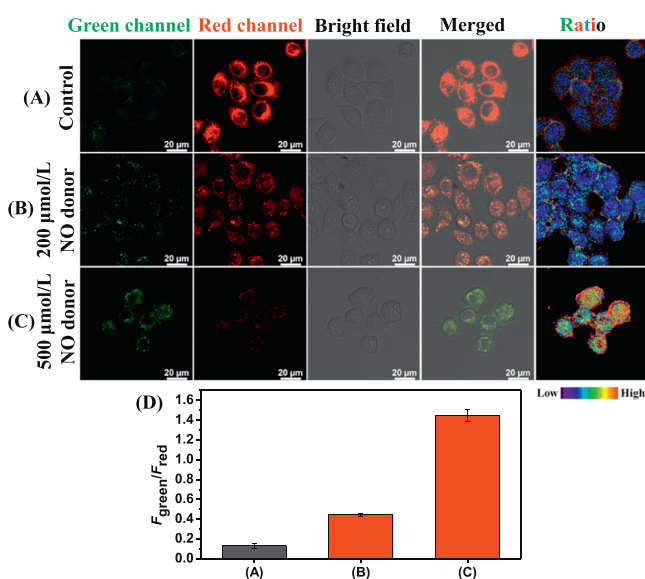 Green channel Red channel Bright field Merged Ratio
(A) Control
20 μm 20 μm 20 μm 20 μm
(B) 200 μmol/L
NO donor
20 μm 20 μm 20 μm 20 μm
(C) 500 μmol/L
NO donor
20 μm 20 μm 20 μm 20 μm
Low High
(D)
Fgreen/Fred
1.6
1.4
1.2
1.0
0.8
0.6
0.4
0.2
0.0
(A) (B) (C)